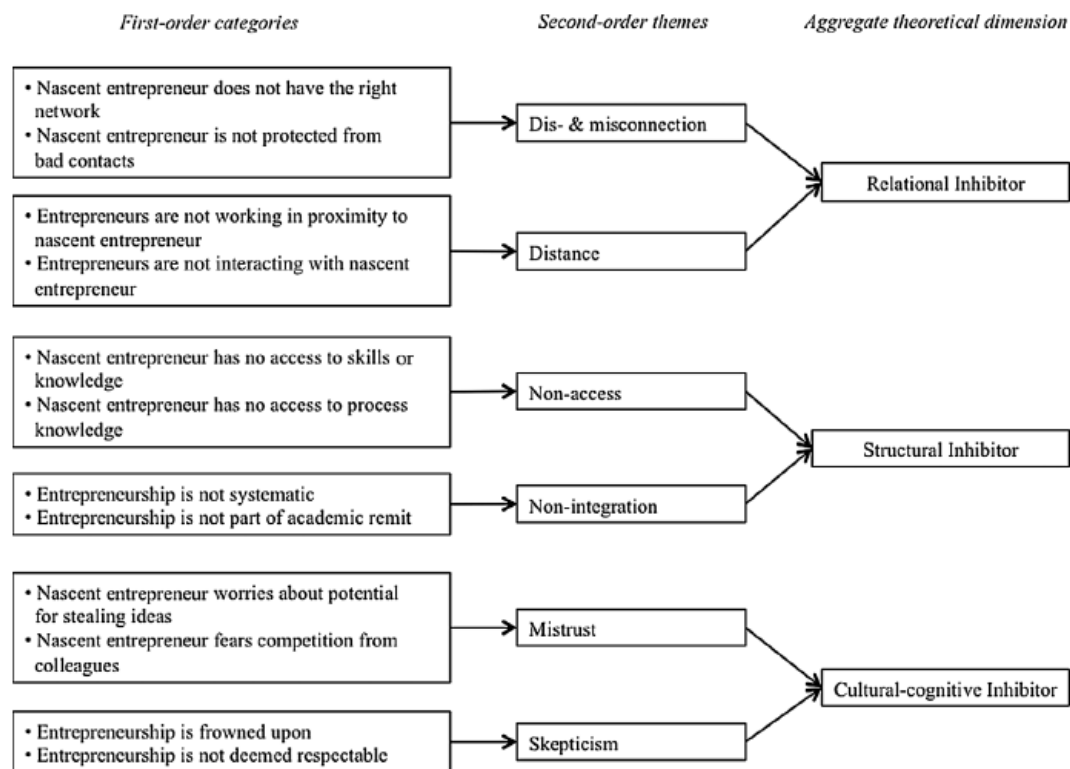 First-order categories
Second-order themes
Aggregate theoretical dimension
• Nascent entrepreneur does not have the right
network
• Nascent entrepreneur is not protected from
bad contacts
Dis- & misconnection
Relational Inhibitor
• Entrepreneurs are not working in proximity to
nascent entrepreneur
• Entrepreneurs are not interacting with nascent
entrepreneur
Distance
• Nascent entrepreneur has no access to skills or
knowledge
• Nascent entrepreneur has no access to process
knowledge
Non-access
Structural Inhibitor
• Entrepreneurship is not systematic
• Entrepreneurship is not part of academic remit
Non-integration
• Nascent entrepreneur worries about potential
for stealing ideas
• Nascent entrepreneur fears competition from
colleagues
Mistrust
Cultural-cognitive Inhibitor
• Entrepreneurship is frowned upon
• Entrepreneurship is not deemed respectable
Skepticism